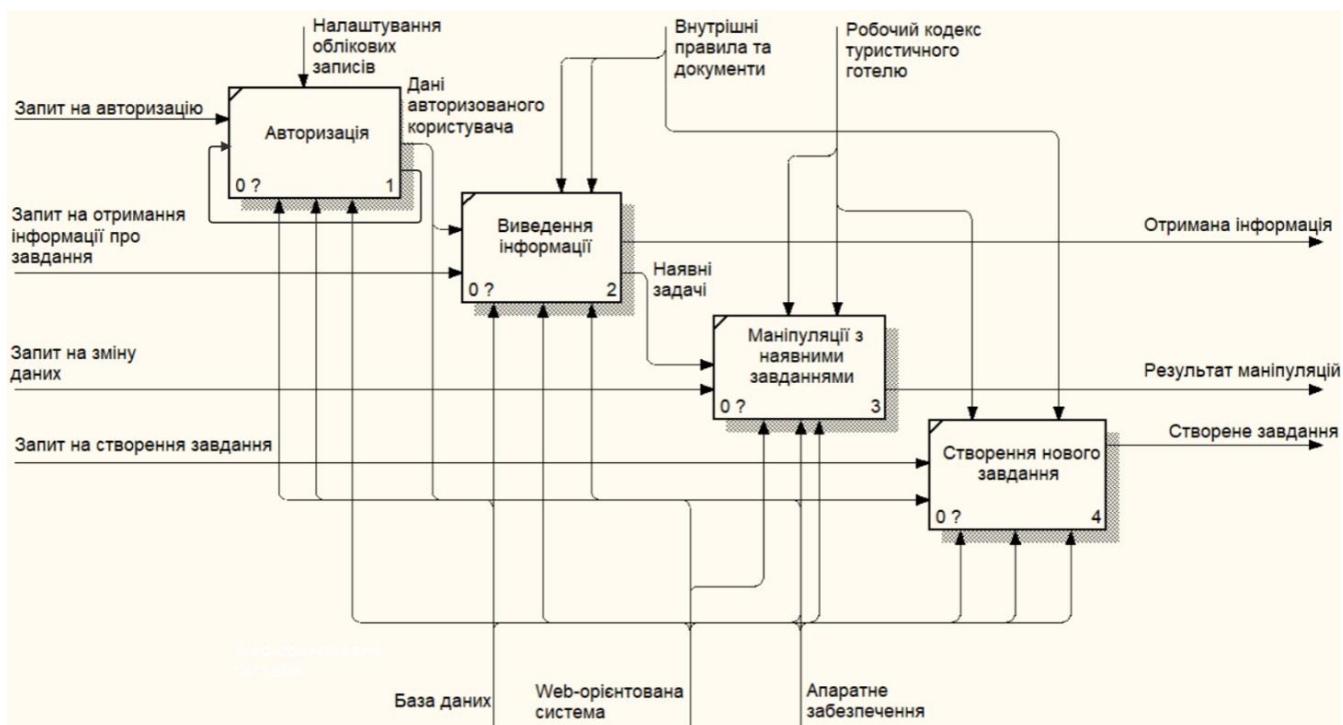 Налаштування
облікових
записів
Внутрішні
правила та
документи
Робочий кодекс
туристичного
готелю
Запит на авторизацію
Авторизація
0 ?
1
Дані
авторизованого
користувача
Запит на отримання
інформації про
завдання
Виведення
інформації
0 ?
2
Отримана інформація
Наявні
задачі
Запит на зміну
даних
Маніпуляції з
наявними
завданнями
0 ?
3
Результат маніпуляцій
Запит на створення завдання
Створення нового
завдання
0 ?
4
Створене завдання
База даних
Web-орієнтована
система
Апаратне
забезпечення